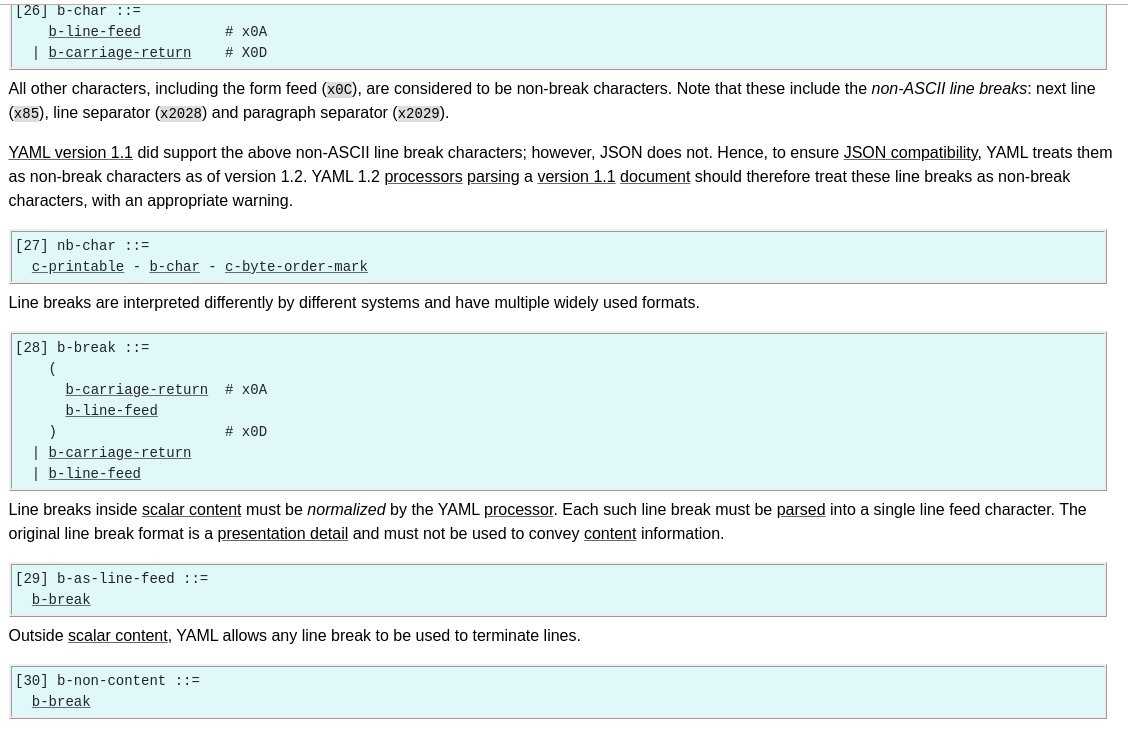 [26] b-char ::=
    b-line-feed          # x0A
  | b-carriage-return    # X0D
All other characters, including the form feed (x0C), are considered to be non-break characters. Note that these include the non-ASCII line breaks: next line
(x85), line separator (x2028) and paragraph separator (x2029).
YAML version 1.1 did support the above non-ASCII line break characters; however, JSON does not. Hence, to ensure JSON compatibility, YAML treats them
as non-break characters as of version 1.2. YAML 1.2 processors parsing a version 1.1 document should therefore treat these line breaks as non-break
characters, with an appropriate warning.
[27] nb-char ::=
  c-printable - b-char - c-byte-order-mark
Line breaks are interpreted differently by different systems and have multiple widely used formats.
[28] b-break ::=
    (
      b-carriage-return  # x0A
      b-line-feed
    )                    # x0D
  | b-carriage-return
  | b-line-feed
Line breaks inside scalar content must be normalized by the YAML processor. Each such line break must be parsed into a single line feed character. The
original line break format is a presentation detail and must not be used to convey content information.
[29] b-as-line-feed ::=
  b-break
Outside scalar content, YAML allows any line break to be used to terminate lines.
[30] b-non-content ::=
  b-break